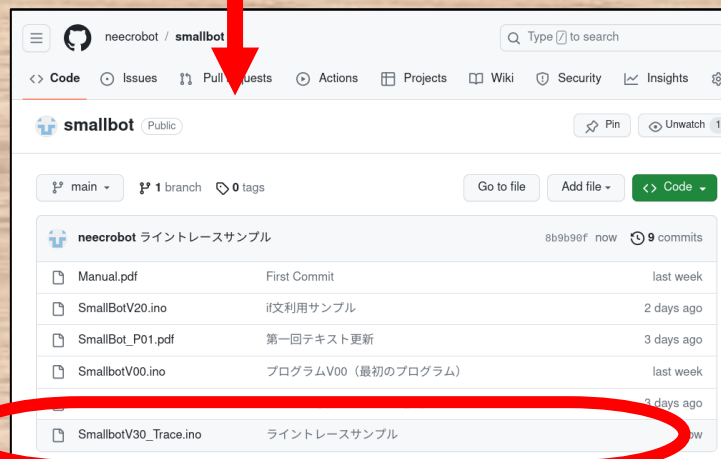 neecrobot / smallbot
Type / to search
Code Issues Pull Actions Projects Wiki Security Insights
smallbot Public
Pin Unwatch 1
main 1 branch 0 tags
Go to file Add file Code
neecrobot ライントレースサンプル 8b9b90f now 9 commits
Manual.pdf First Commit last week
SmallBotV20.ino if文利用サンプル 2 days ago
SmallBot_P01.pdf 第一回テキスト更新 3 days ago
SmallbotV00.ino プログラムV00（最初のプログラム） last week
3 days ago
SmallbotV30_Trace.ino ライントレースサンプル